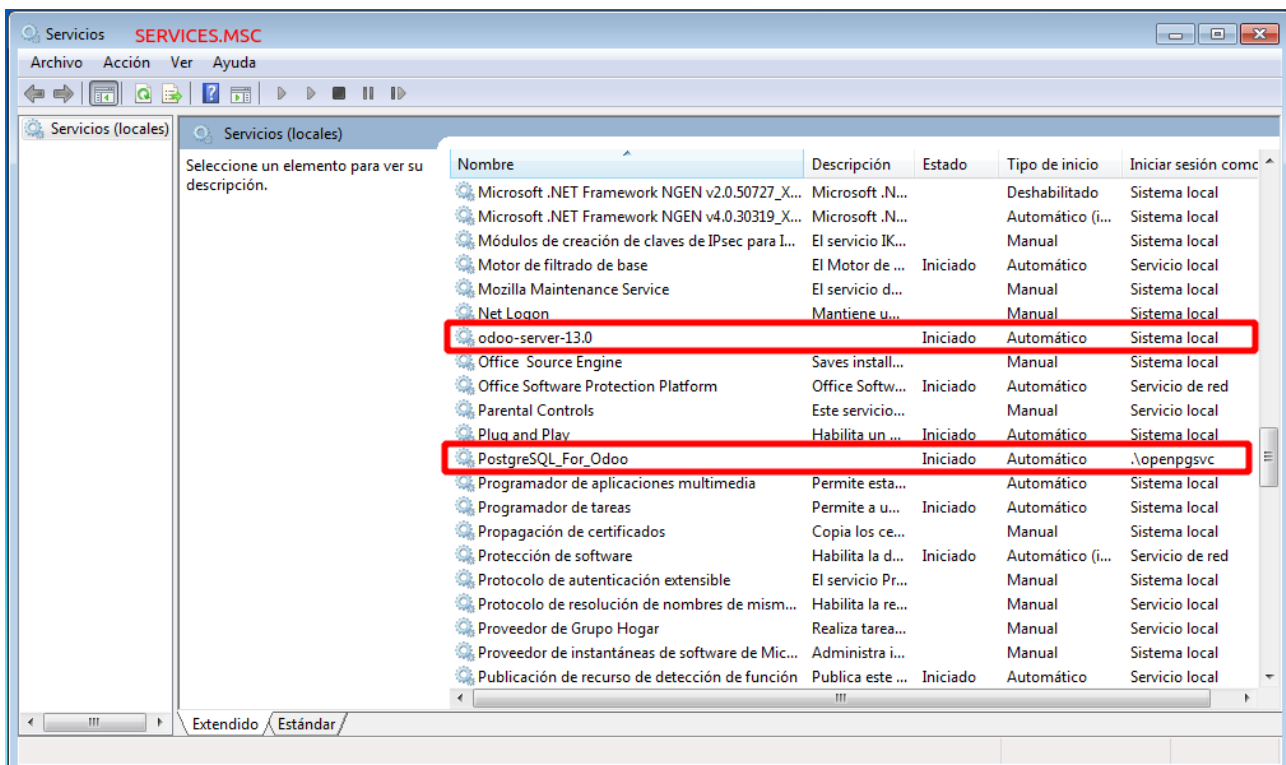 Servicios SERVICES.MSC
Archivo Acción Ver Ayuda
Servicios (locales)
Servicios (locales)
Seleccione un elemento para ver su
descripción.
Nombre Descripción Estado Tipo de inicio Iniciar sesión como
Microsoft .NET Framework NGEN v2.0.50727_X... Microsoft .N... Deshabilitado Sistema local
Microsoft .NET Framework NGEN v4.0.30319_X... Microsoft .N... Automático (i... Sistema local
Módulos de creación de claves de IPsec para I... El servicio IK... Manual Sistema local
Motor de filtrado de base El Motor de ... Iniciado Automático Servicio local
Mozilla Maintenance Service El servicio d... Manual Sistema local
Net Logon Mantiene u... Manual Sistema local
odoo-server-13.0 Iniciado Automático Sistema local
Office Source Engine Saves install... Manual Sistema local
Office Software Protection Platform Office Softw... Iniciado Automático Servicio de red
Parental Controls Este servicio... Manual Servicio local
Plug and Play Habilita un ... Iniciado Automático Sistema local
PostgreSQL_For_Odoo Iniciado Automático .\openpgsvc
Programador de aplicaciones multimedia Permite esta... Automático Sistema local
Programador de tareas Permite a u... Iniciado Automático Sistema local
Propagación de certificados Copia los ce... Manual Sistema local
Protección de software Habilita la d... Iniciado Automático (i... Servicio de red
Protocolo de autenticación extensible El servicio Pr... Manual Sistema local
Protocolo de resolución de nombres de mism... Habilita la re... Manual Servicio local
Proveedor de Grupo Hogar Realiza tarea... Manual Servicio local
Proveedor de instantáneas de software de Mic... Administra i... Manual Sistema local
Publicación de recurso de detección de función Publica este ... Iniciado Automático Servicio local
Extendido Estándar